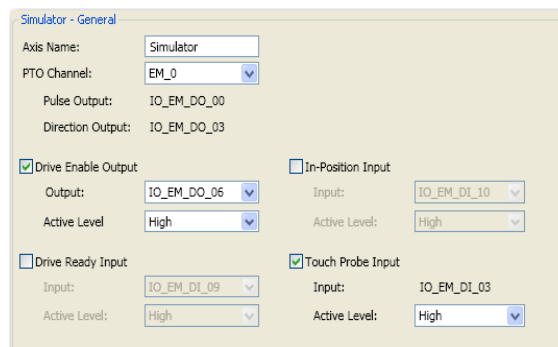 Simulator - General
Axis Name: Simulator
PTO Channel: EM_0
Pulse Output: IO_EM_DO_00
Direction Output: IO_EM_DO_03
Drive Enable Output
Output: IO_EM_DO_06
Active Level High
In-Position Input
Input: IO_EM_DI_10
Active Level: High
Drive Ready Input
Input: IO_EM_DI_09
Active Level: High
Touch Probe Input
Input: IO_EM_DI_03
Active Level: High